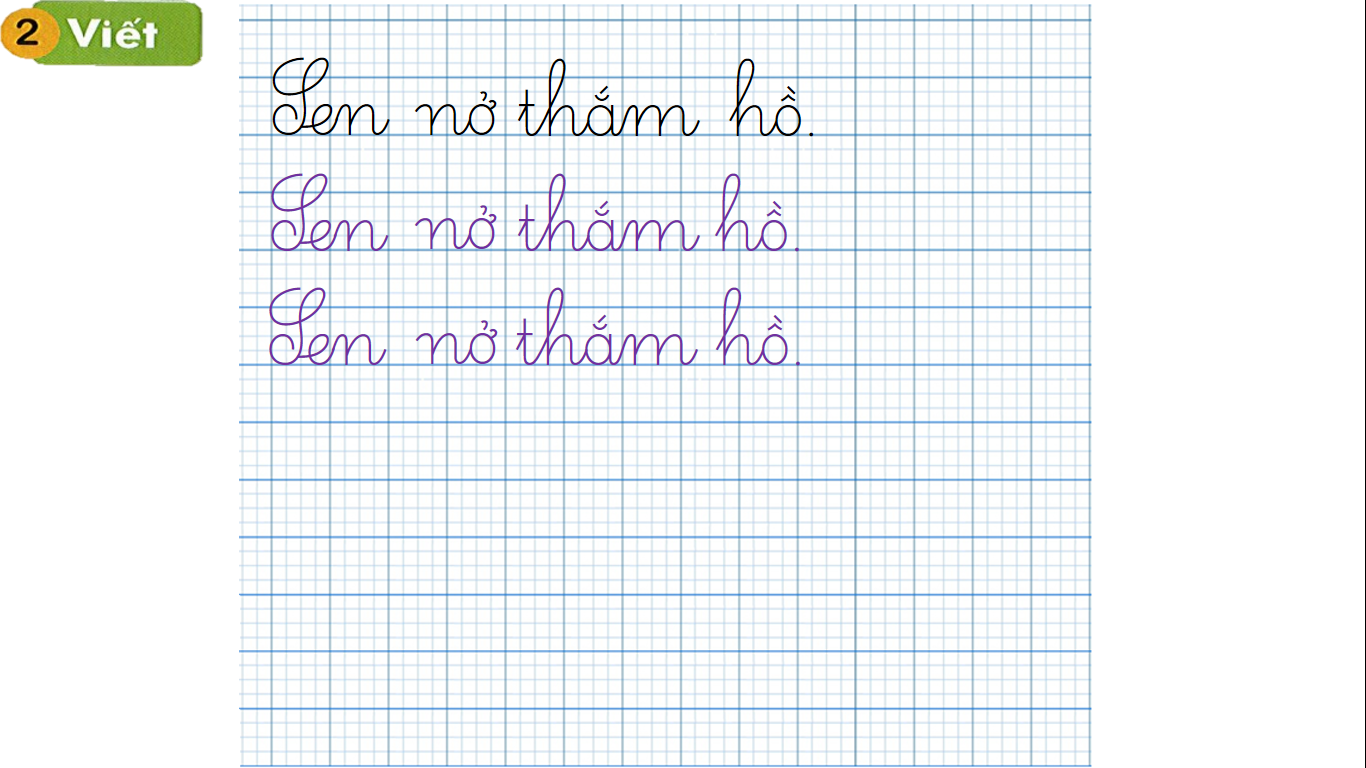 2 Viết
Sen nở thắm hồ.
Sen nở thắm hồ.
Sen nở thắm hồ.